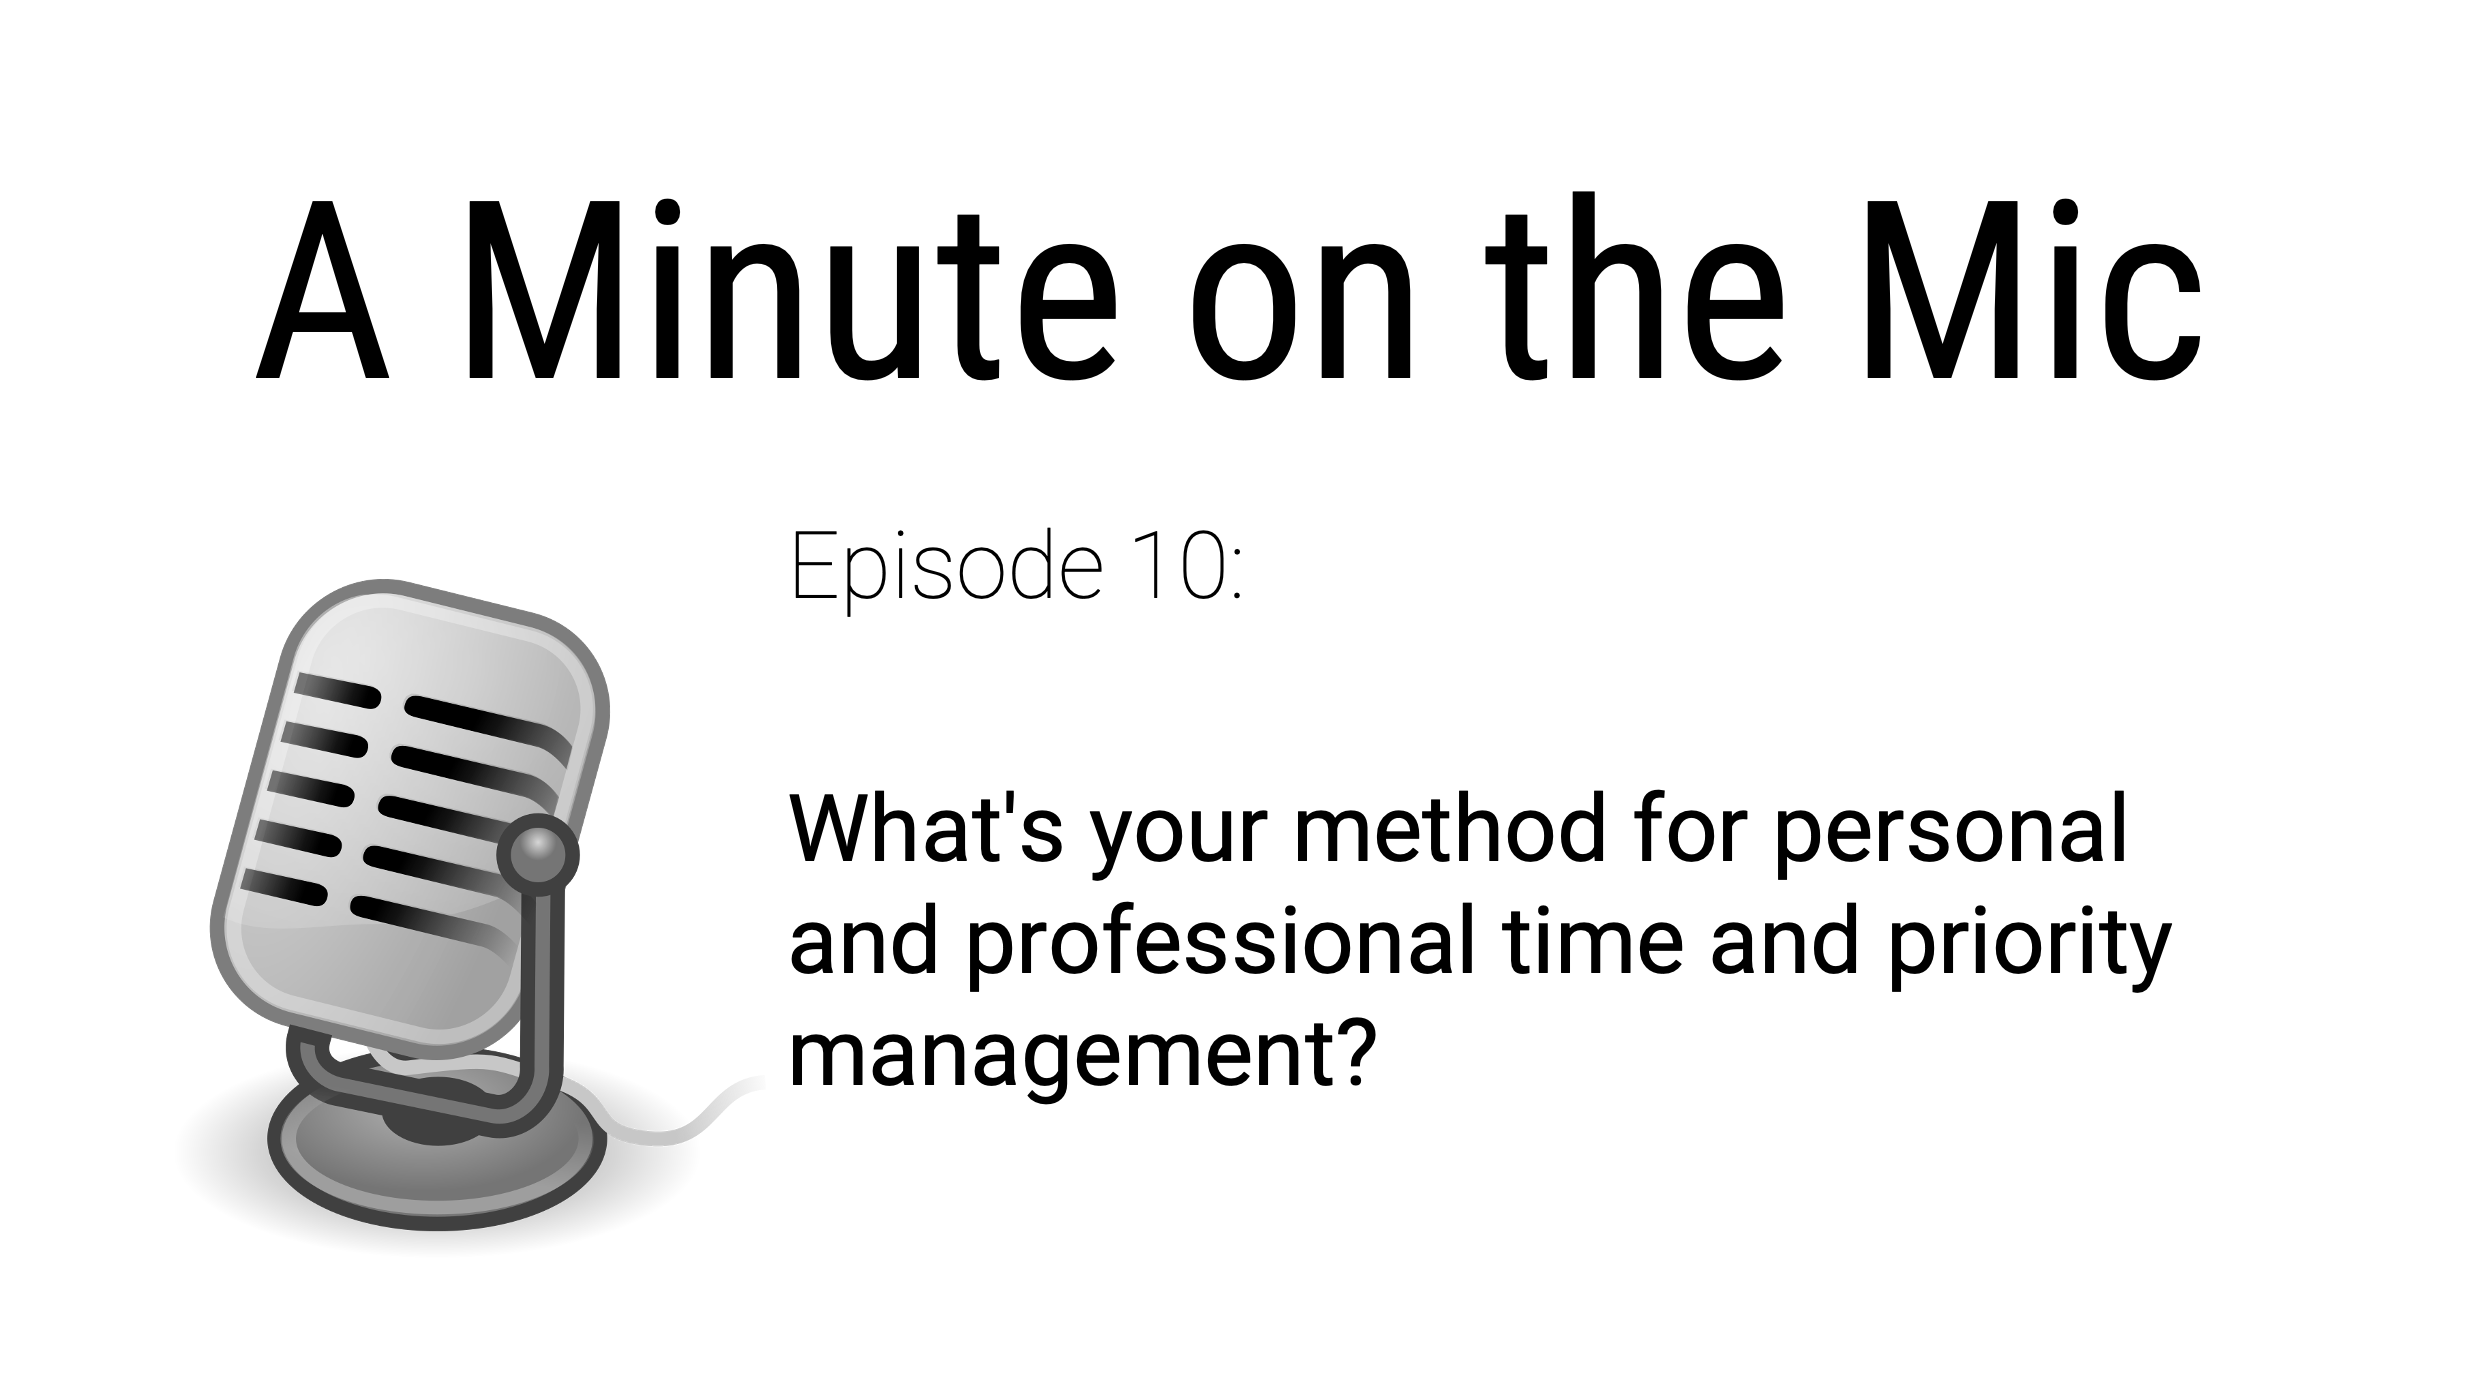 A Minute on the Mic
Episode 10:
What's your method for personal
and professional time and priority
management?